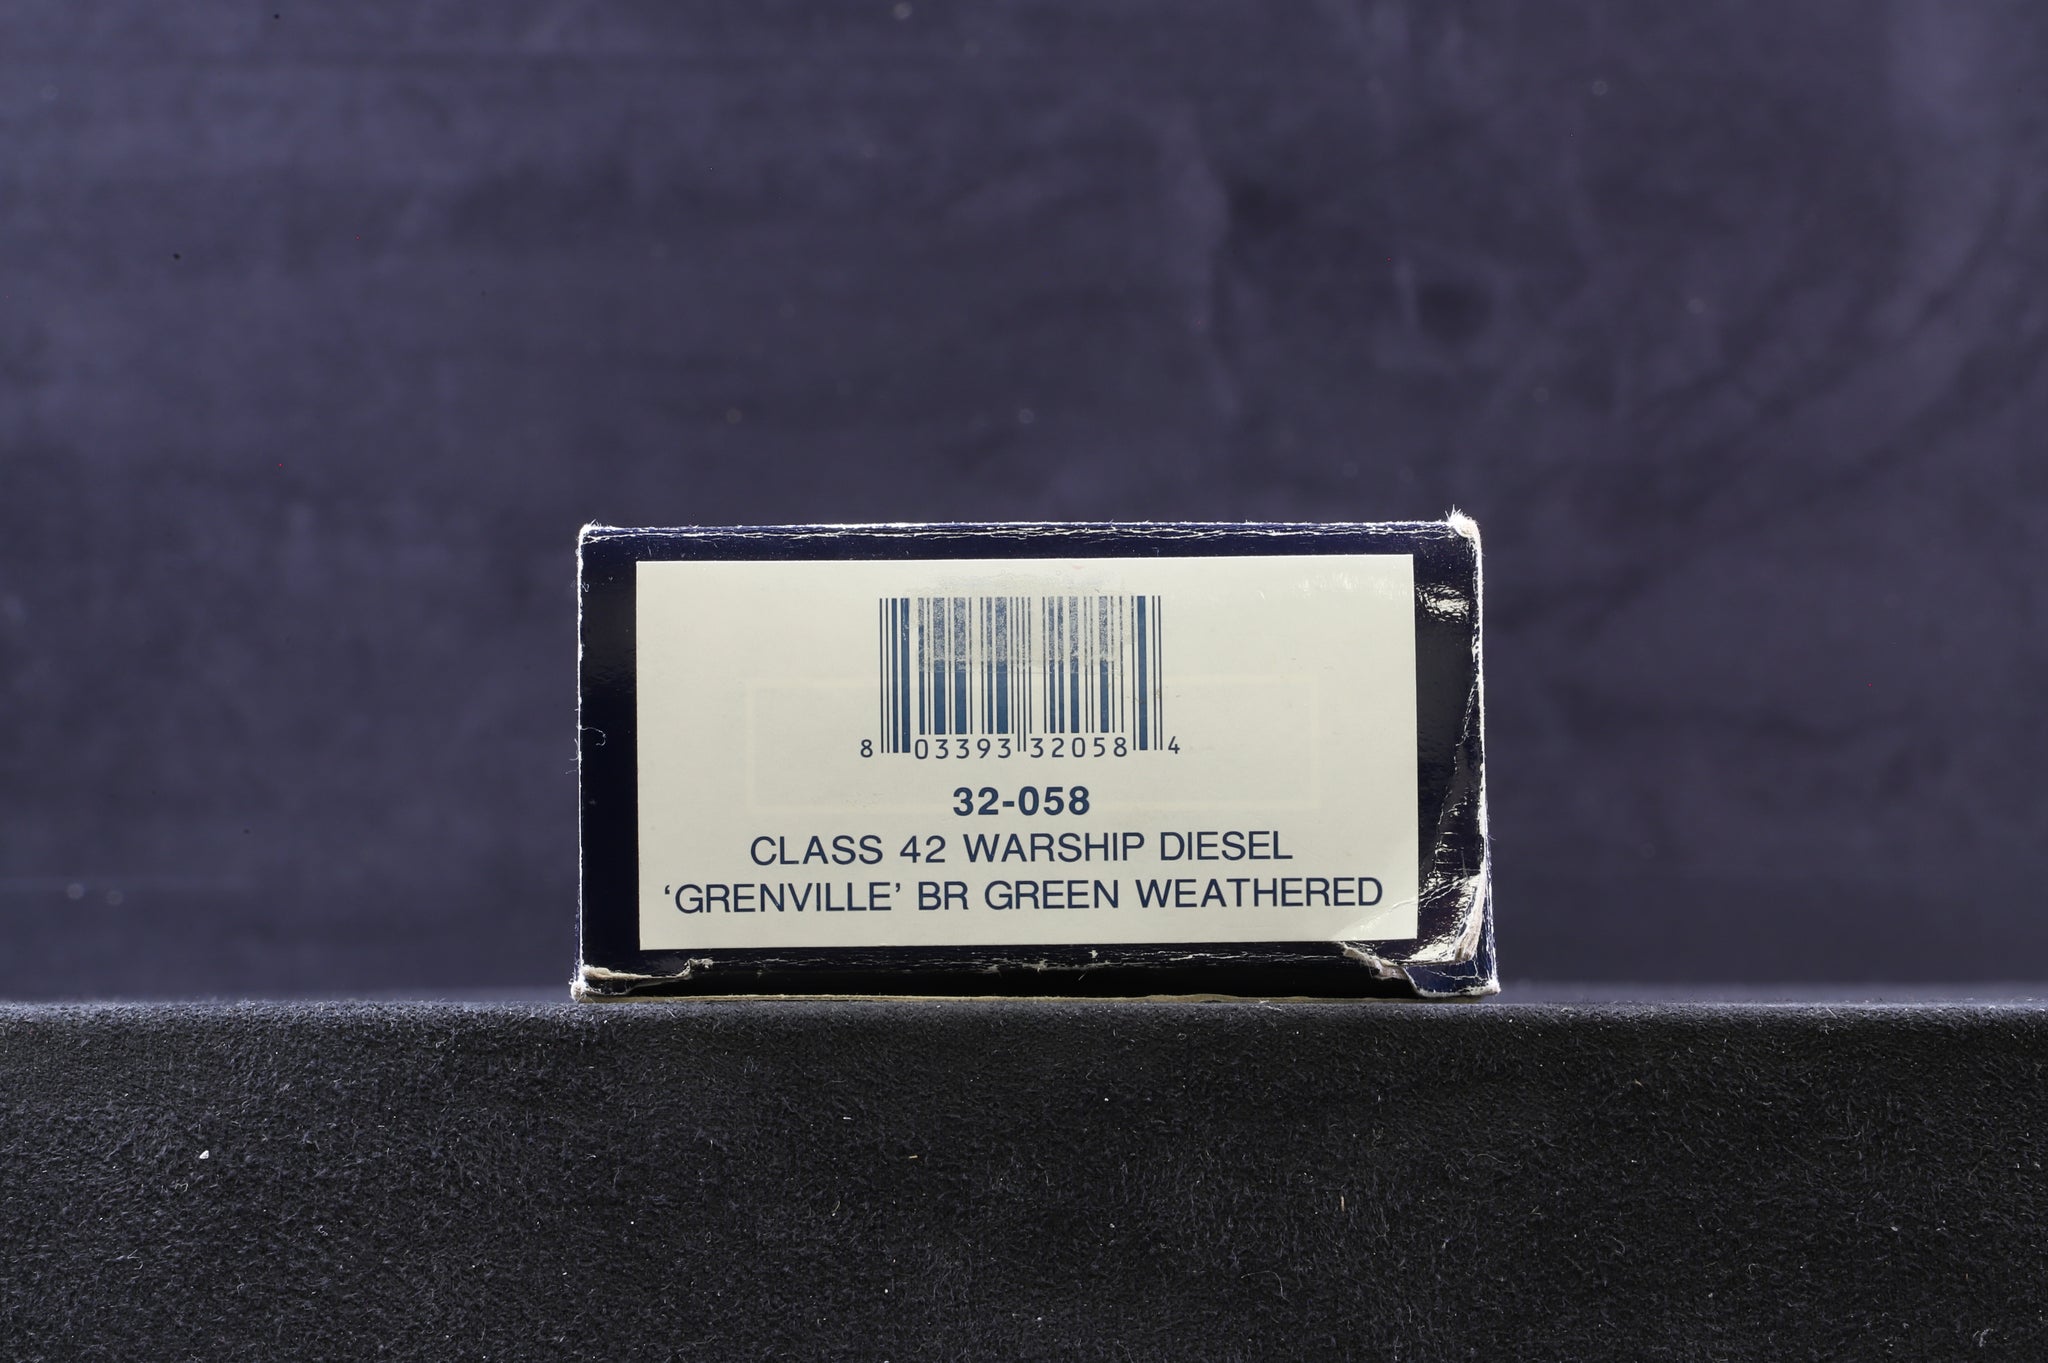 8 03393 32058 4
32-058
CLASS 42 WARSHIP DIESEL
‘GRENVILLE’ BR GREEN WEATHERED